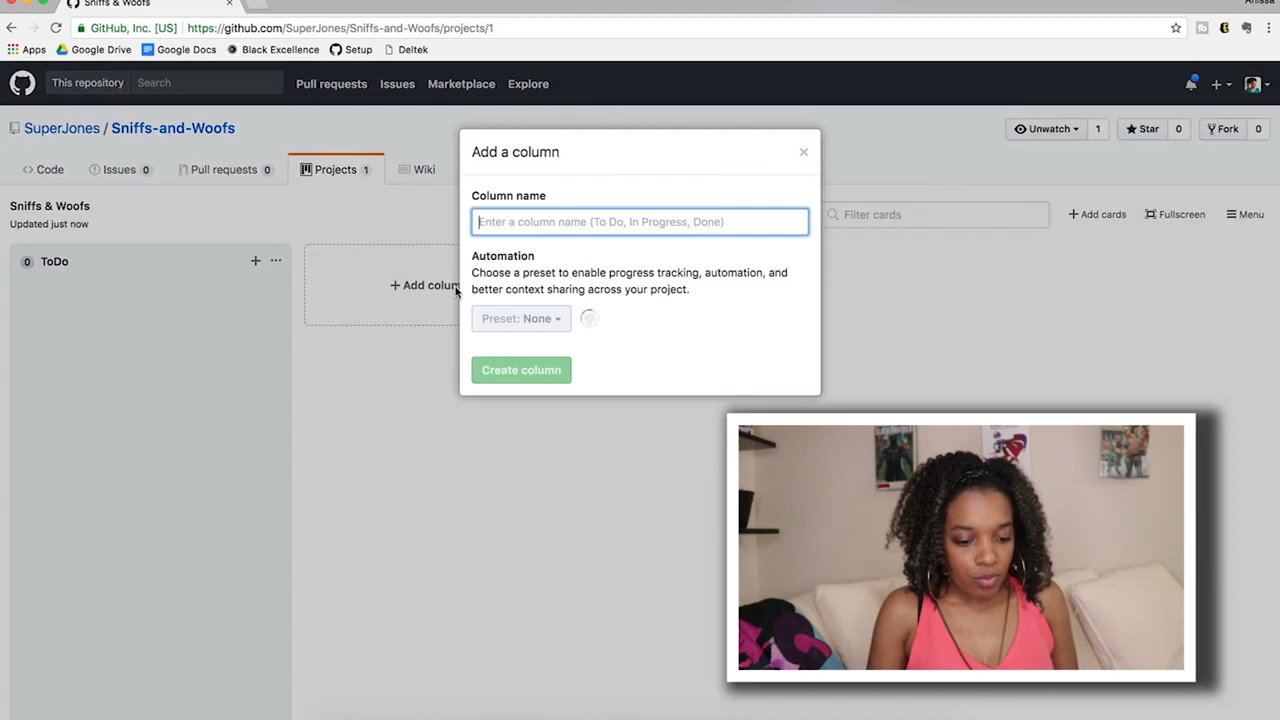 Sniffs & Woofs
Anissa
GitHub, Inc. [US] https://github.com/SuperJones/Sniffs-and-Woofs/projects/1
Apps Google Drive Google Docs Black Excellence Setup Deltek
This repository Search Pull requests Issues Marketplace Explore
SuperJones / Sniffs-and-Woofs
Unwatch 1 Star 0 Fork 0
Code Issues 0 Pull requests 0 Projects 1 Wiki
Sniffs & Woofs
Updated just now
Filter cards + Add cards Fullscreen Menu
0 ToDo
+ Add colum
Add a column
Column name
Enter a column name (To Do, In Progress, Done)
Automation
Choose a preset to enable progress tracking, automation, and
better context sharing across your project.
Preset: None
Create column